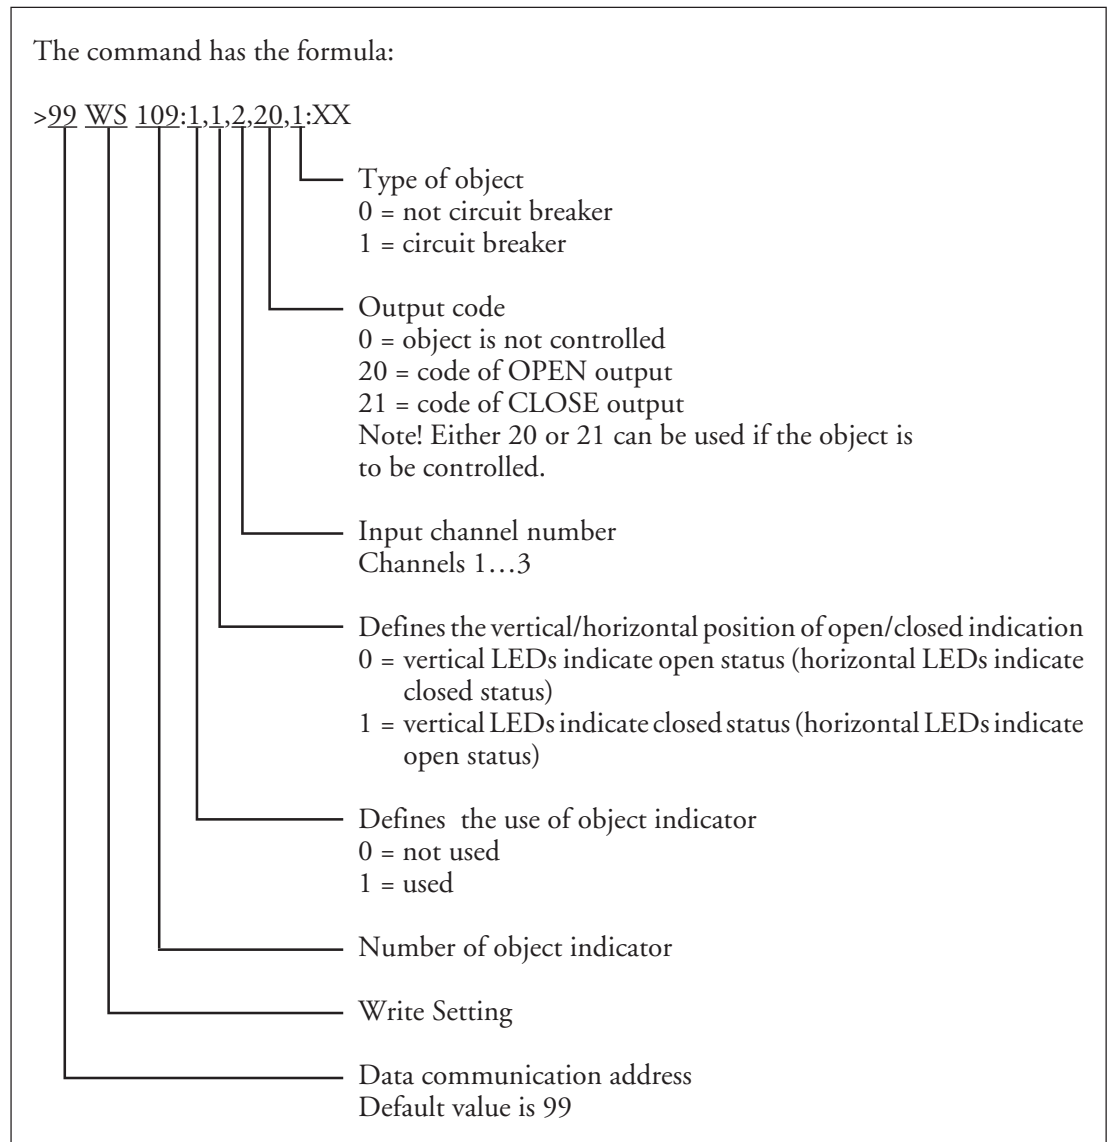 The command has the formula:
>99 WS 109:1,1,2,20,1:XX
Type of object
0 = not circuit breaker
1 = circuit breaker
Output code
0 = object is not controlled
20 = code of OPEN output
21 = code of CLOSE output
Note! Either 20 or 21 can be used if the object is
to be controlled.
Input channel number
Channels 1…3
Defines the vertical/horizontal position of open/closed indication
0 = vertical LEDs indicate open status (horizontal LEDs indicate
closed status)
1 = vertical LEDs indicate closed status (horizontal LEDs indicate
open status)
Defines the use of object indicator
0 = not used
1 = used
Number of object indicator
Write Setting
Data communication address
Default value is 99